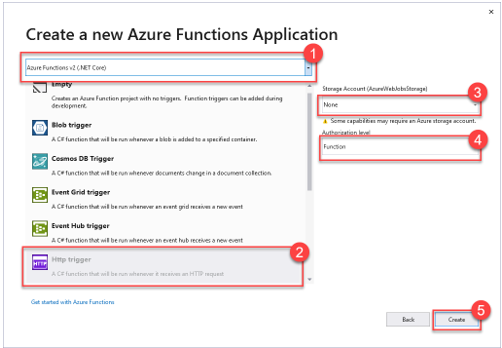 ×
Create a new Azure Functions Application
1
Azure Functions v2 (.NET Core)
Empty
Creates an Azure Function project with no triggers. Function triggers can be added during
development.
Blob trigger
A C# function that will be run whenever a blob is added to a specified container.
Cosmos DB Trigger
A C# function that will be run whenever documents change in a document collection.
Event Grid trigger
A C# function that will be run whenever an event grid receives a new event
Event Hub trigger
A C# function that will be run whenever an event hub receives a new event
2
HTTP
Http trigger
A C# function that will be run whenever it receives an HTTP request
Storage Account (AzureWebJobsStorage)
3
None
Some capabilities may require an Azure storage account.
4
Authorization level
Function
Get started with Azure Functions
5
Back
Create